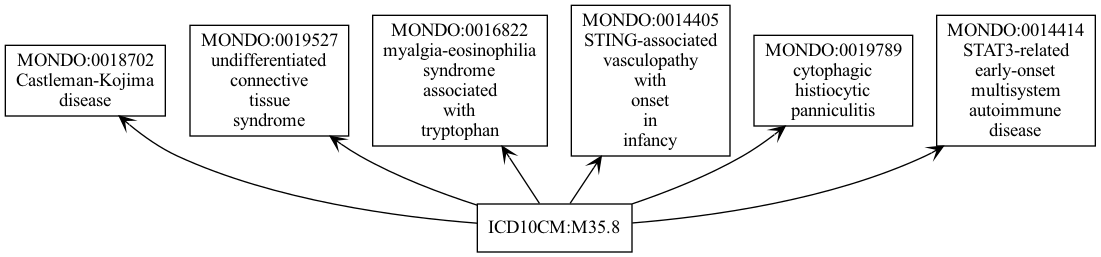 MONDO:0018702
Castleman-Kojima
disease
MONDO:0019527
undifferentiated
connective
tissue
syndrome
MONDO:0016822
myalgia-eosinophilia
syndrome
associated
with
tryptophan
MONDO:0014405
STING-associated
vasculopathy
with
onset
in
infancy
MONDO:0019789
cytophagic
histiocytic
panniculitis
MONDO:0014414
STAT3-related
early-onset
multisystem
autoimmune
disease
ICD10CM:M35.8